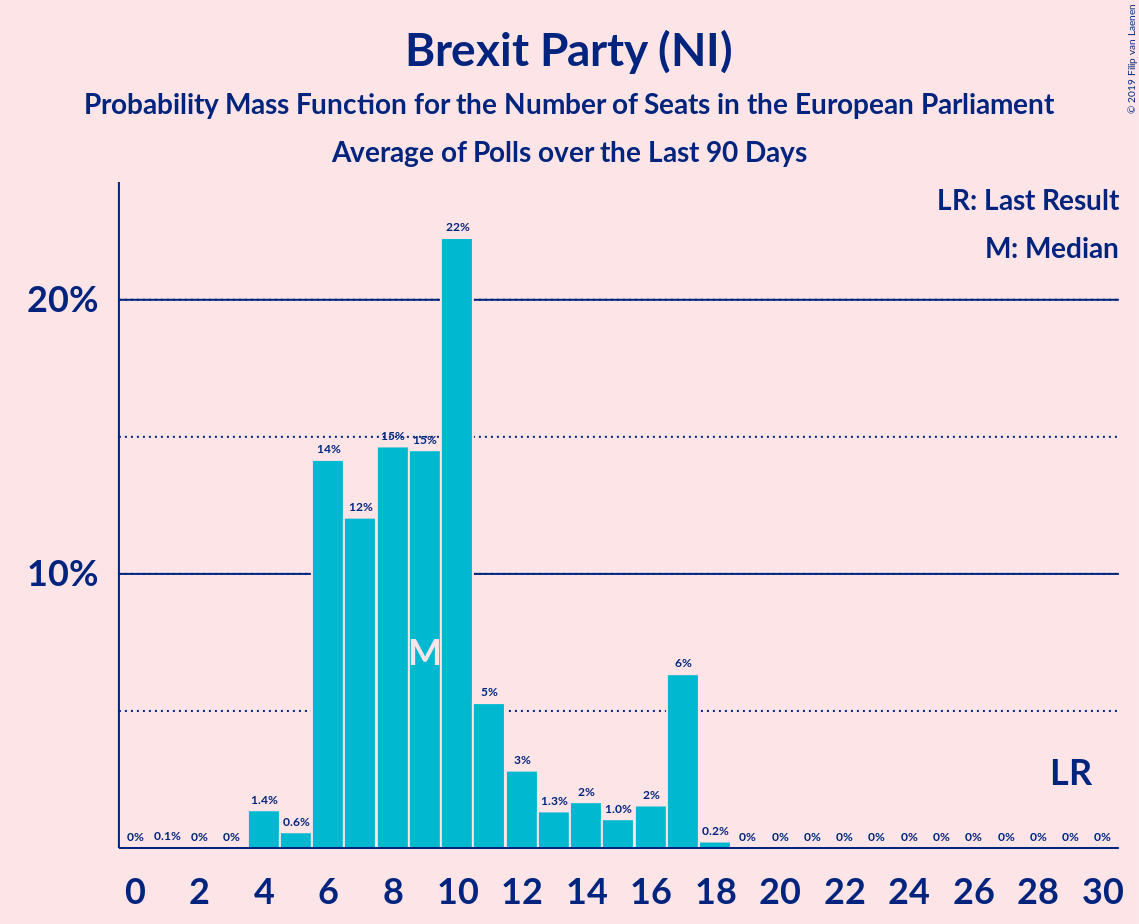 Brexit Party (NI)
Probability Mass Function for the Number of Seats in the European Parliament
Average of Polls over the Last 90 Days
© 2019 Filip van Laenen
LR: Last Result
M: Median
20%
10%
0% 0.1% 0% 0% 1.4% 0.6% 14% 12% 15% 15% 22% 5% 3% 1.3% 2% 1.0% 2% 6% 0.2% 0% 0% 0% 0% 0% 0% 0% 0% 0% 0% 0% 0%
M
LR
0 2 4 6 8 10 12 14 16 18 20 22 24 26 28 30